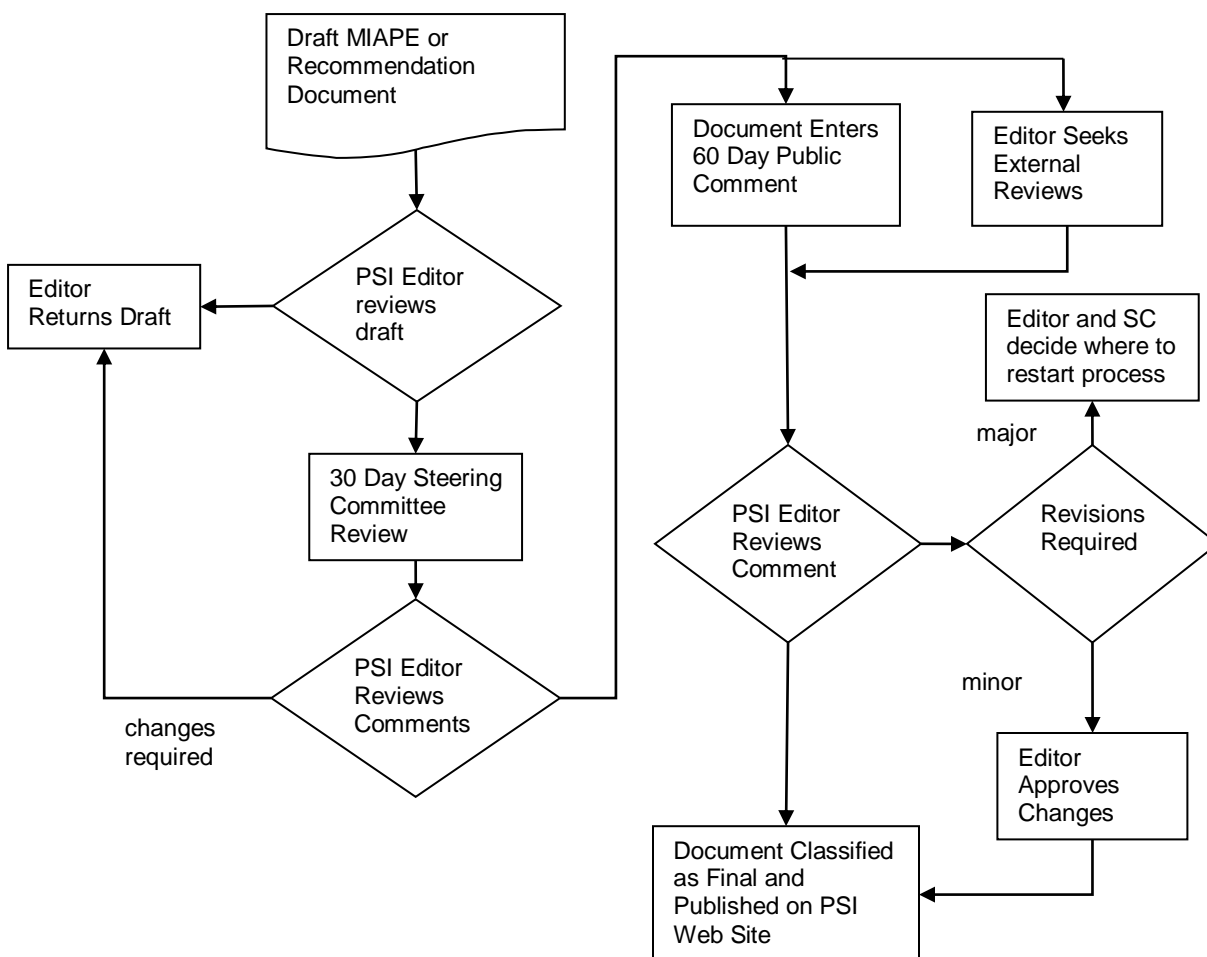 Draft MIAPE or
Recommendation
Document
PSI Editor
reviews
draft
Editor
Returns Draft
30 Day Steering
Committee
Review
PSI Editor
Reviews
Comments
changes
required
Document Enters
60 Day Public
Comment
Editor Seeks
External
Reviews
Editor and SC
decide where to
restart process
major
PSI Editor
Reviews
Comment
Revisions
Required
minor
Editor
Approves
Changes
Document Classified
as Final and
Published on PSI
Web Site